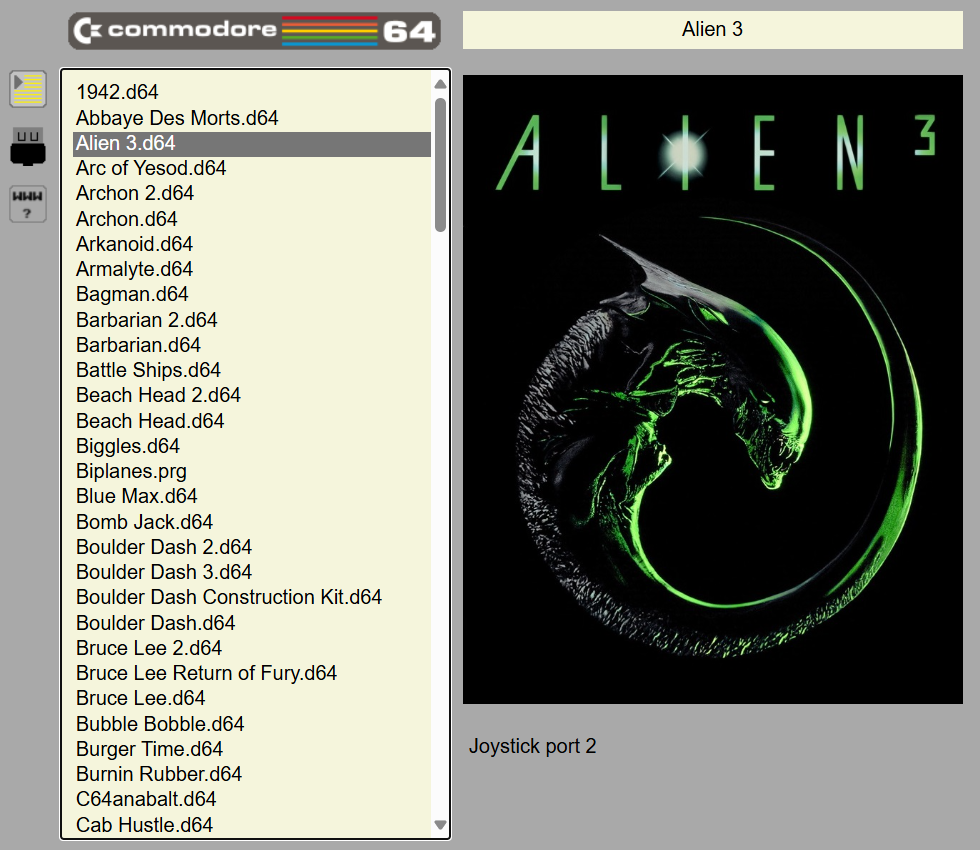 commodore 64
Alien 3
1942.d64
Abbaye Des Morts.d64
Alien 3.d64
Arc of Yesod.d64
Archon 2.d64
Archon.d64
Arkanoid.d64
Armalyte.d64
Bagman.d64
Barbarian 2.d64
Barbarian.d64
Battle Ships.d64
Beach Head 2.d64
Beach Head.d64
Biggles.d64
Biplanes.prg
Blue Max.d64
Bomb Jack.d64
Boulder Dash 2.d64
Boulder Dash 3.d64
Boulder Dash Construction Kit.d64
Boulder Dash.d64
Bruce Lee 2.d64
Bruce Lee Return of Fury.d64
Bruce Lee.d64
Bubble Bobble.d64
Burger Time.d64
Burnin Rubber.d64
C64anabalt.d64
Cab Hustle.d64
WWW
?
ALIEN 3
Joystick port 2